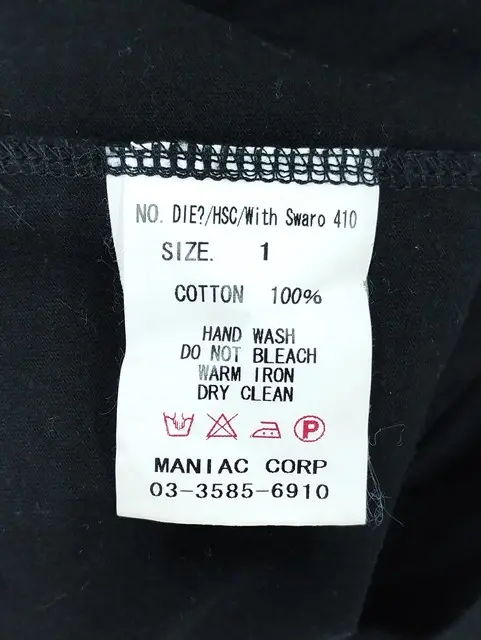 NO. DIE?/HSC/With Swaro 410
SIZE. 1
COTTON 100%
HAND WASH
DO NOT BLEACH
WARM IRON
DRY CLEAN
P
MANIAC CORP
03-3585-6910